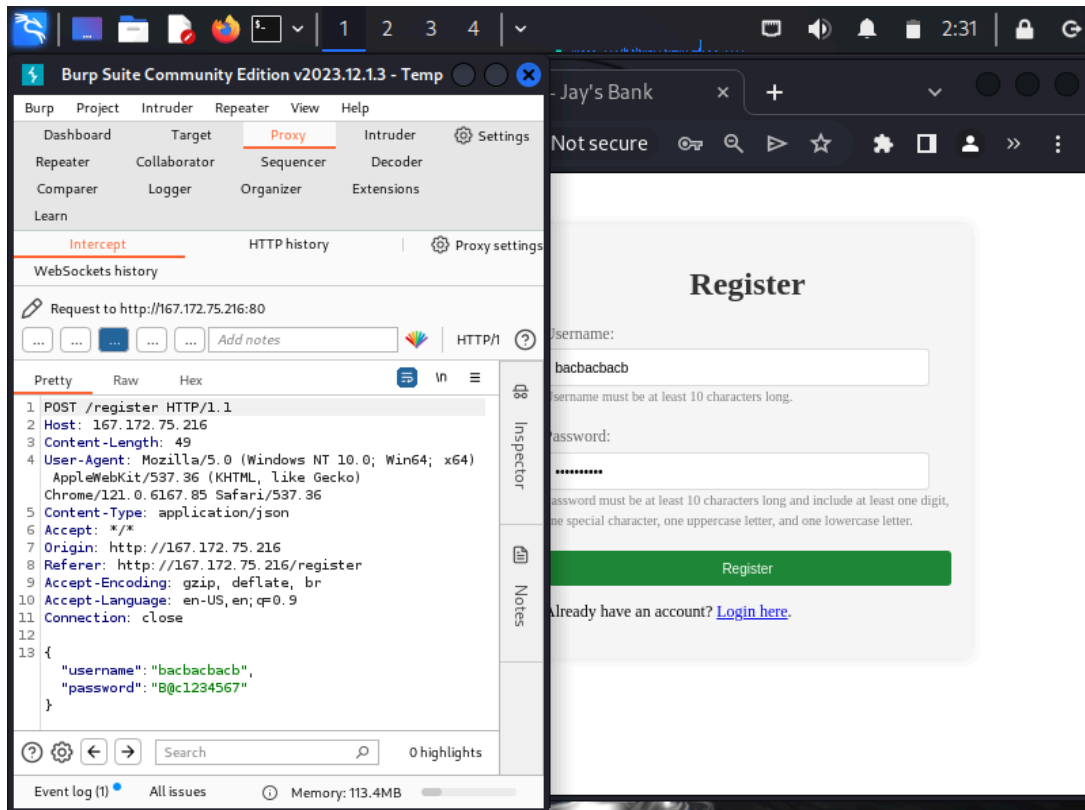 1 2 3 4 2:31
Burp Suite Community Edition v2023.12.1.3 - Temp
Burp Project Intruder Repeater View Help
Dashboard Target Proxy Intruder Settings
Repeater Collaborator Sequencer Decoder
Comparer Logger Organizer Extensions
Learn
Intercept HTTP history Proxy settings
WebSockets history
Request to http://167.172.75.216:80
... ... ... ... ... Add notes HTTP/1 ?
Pretty Raw Hex \n
1 POST /register HTTP/1.1
2 Host: 167.172.75.216
3 Content-Length: 49
4 User-Agent: Mozilla/5.0 (Windows NT 10.0; Win64; x64)
AppleWebKit/537.36 (KHTML, like Gecko)
Chrome/121.0.6167.85 Safari/537.36
5 Content-Type: application/json
6 Accept: */*
7 Origin: http://167.172.75.216
8 Referer: http://167.172.75.216/register
9 Accept-Encoding: gzip, deflate, br
10 Accept-Language: en-US,en;q=0.9
11 Connection: close
12
13 {
"username":"bacbacbacb",
"password":"B@c1234567"
}
Inspector
Notes
? Search 0 highlights
Event log (1) All issues Memory: 113.4MB
- Jay's Bank
Not secure
Register
Username:
bacbacbacb
Username must be at least 10 characters long.
Password:
••••••••••
Password must be at least 10 characters long and include at least one digit,
one special character, one uppercase letter, and one lowercase letter.
Register
Already have an account? Login here.